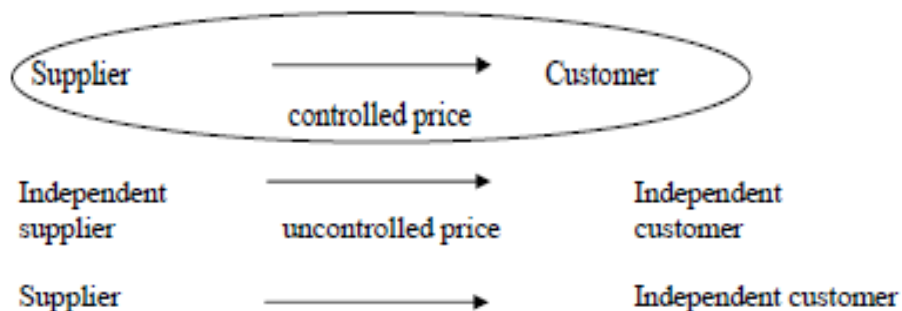 Supplier Customer
controlled price
Independent Independent
supplier uncontrolled price customer
Supplier Independent customer